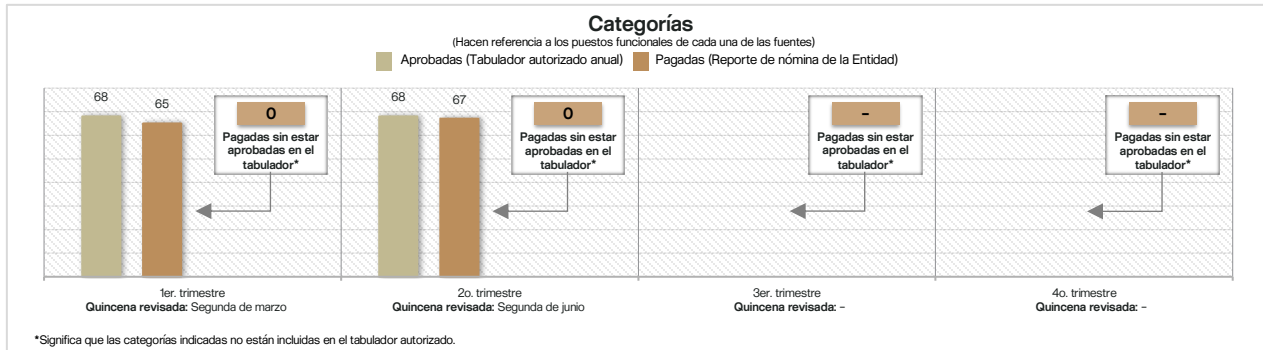 Categorías
(Hacen referencia a los puestos funcionales de cada una de las fuentes)
Aprobadas (Tabulador autorizado anual) Pagadas (Reporte de nómina de la Entidad)
68
65
0
Pagadas sin estar
aprobadas en el
tabulador*
68
67
0
Pagadas sin estar
aprobadas en el
tabulador*
-
Pagadas sin estar
aprobadas en el
tabulador*
-
Pagadas sin estar
aprobadas en el
tabulador*
1er. trimestre
Quincena revisada: Segunda de marzo
2o. trimestre
Quincena revisada: Segunda de junio
3er. trimestre
Quincena revisada: -
4o. trimestre
Quincena revisada: -
*Significa que las categorías indicadas no están incluidas en el tabulador autorizado.